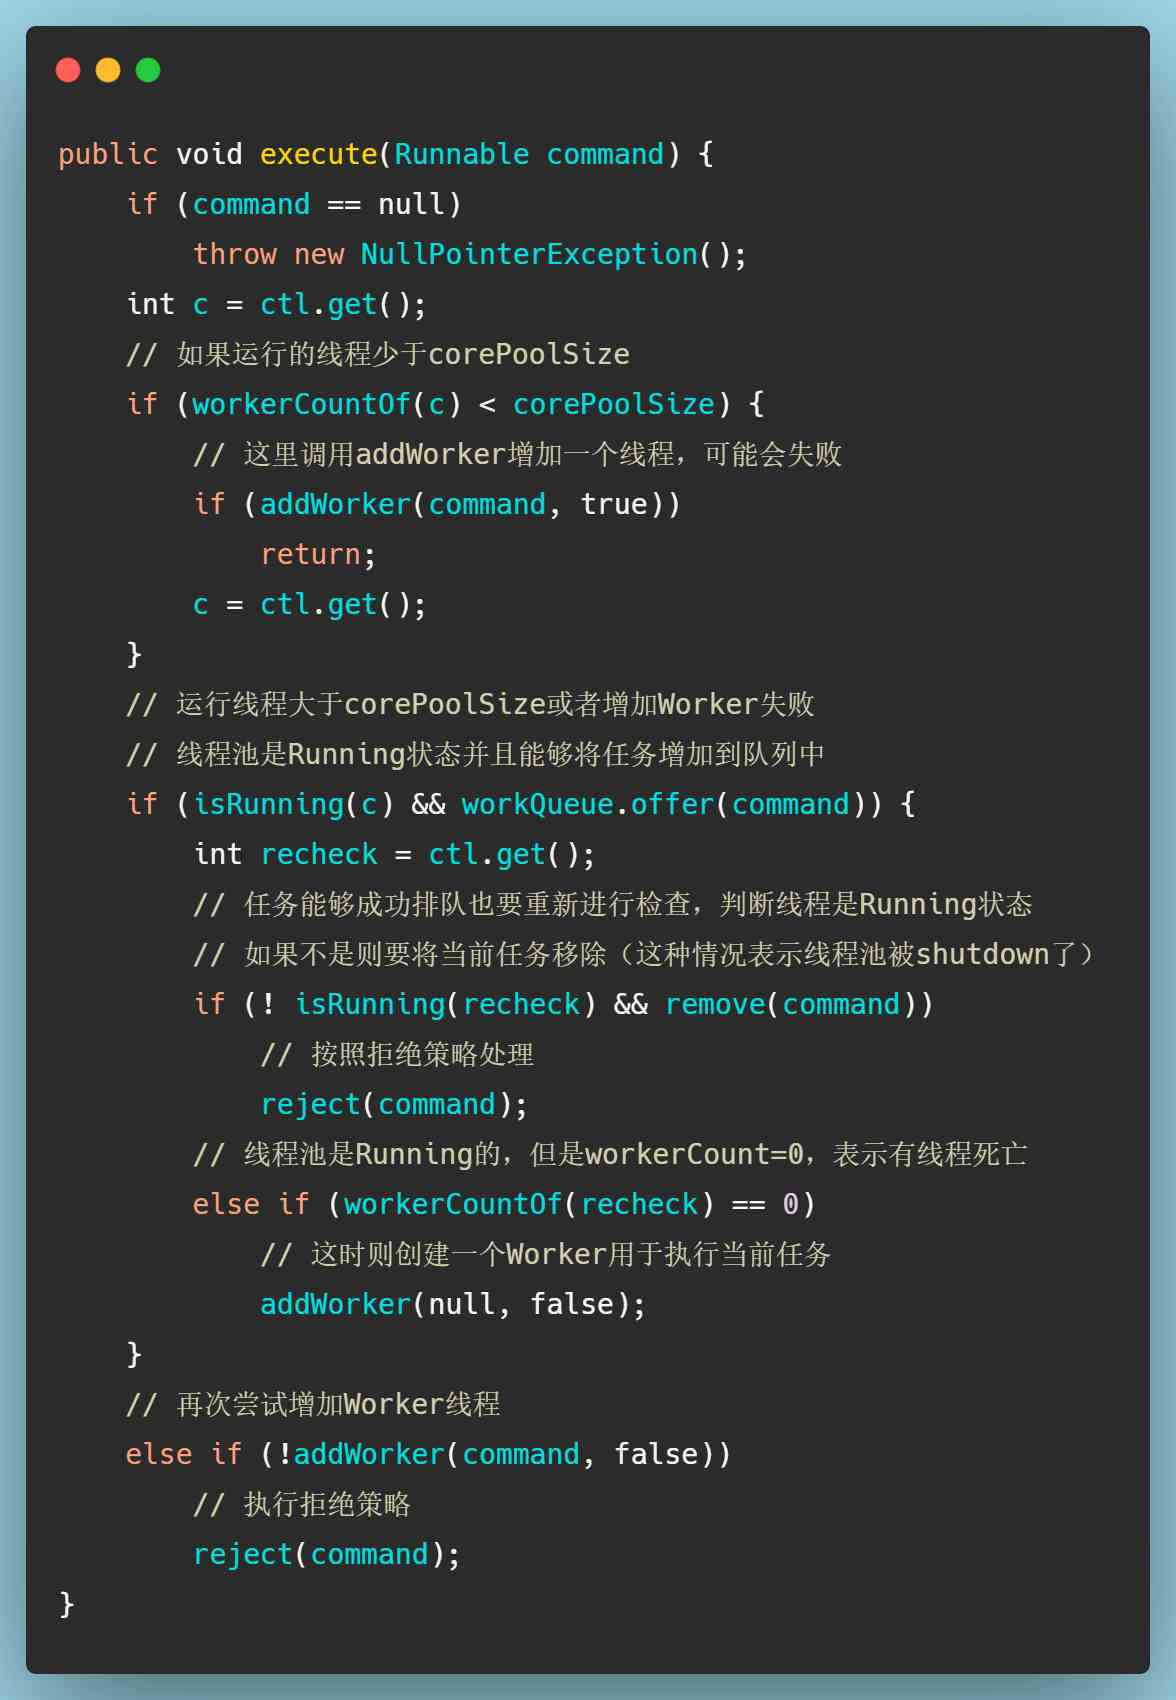 public void execute(Runnable command) {
    if (command == null)
        throw new NullPointerException();
    int c = ctl.get();
    // 如果运行的线程少于corePoolSize
    if (workerCountOf(c) < corePoolSize) {
        // 这里调用addWorker增加一个线程，可能会失败
        if (addWorker(command, true))
            return;
        c = ctl.get();
    }
    // 运行线程大于corePoolSize或者增加Worker失败
    // 线程池是Running状态并且能够将任务增加到队列中
    if (isRunning(c) && workQueue.offer(command)) {
        int recheck = ctl.get();
        // 任务能够成功排队也要重新进行检查，判断线程是Running状态
        // 如果不是则要将当前任务移除（这种情况表示线程池被shutdown了）
        if (! isRunning(recheck) && remove(command))
            // 按照拒绝策略处理
            reject(command);
        // 线程池是Running的，但是workerCount=0，表示有线程死亡
        else if (workerCountOf(recheck) == 0)
            // 这时则创建一个Worker用于执行当前任务
            addWorker(null, false);
    }
    // 再次尝试增加Worker线程
    else if (!addWorker(command, false))
        // 执行拒绝策略
        reject(command);
}